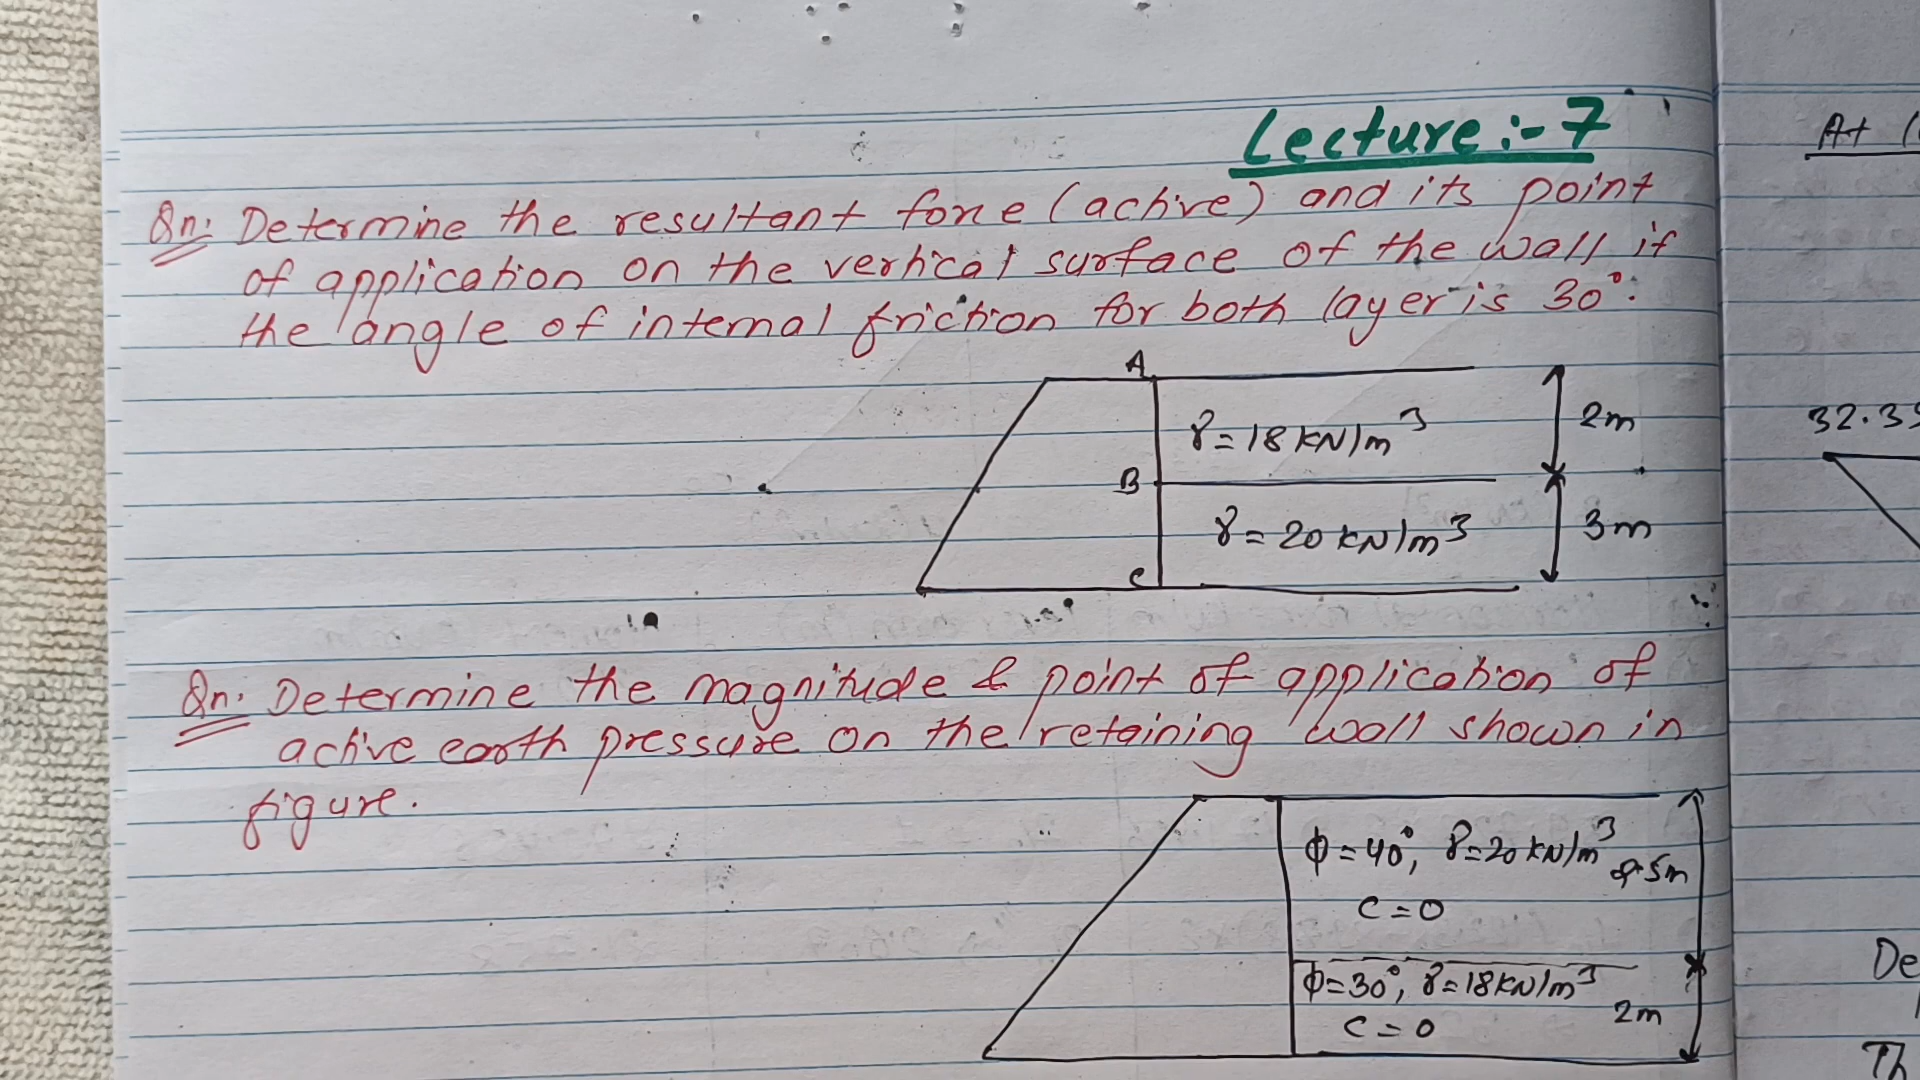 Lecture:- 7
Qn: Determine the resultant force (active) and its point
of application on the vertical surface of the wall if
the angle of internal friction for both layer is 30°.
A
γ = 18 KN/m³
2m
B
γ = 20 KN/m³
3m
C
Qn. Determine the magnitude & point of application of
active earth pressure on the retaining wall shown in
figure.
φ = 40°, γ = 20 KN/m³
5m
C = 0
φ = 30°, γ = 18 KN/m³
2m
C = 0
At
32.3
De
Th